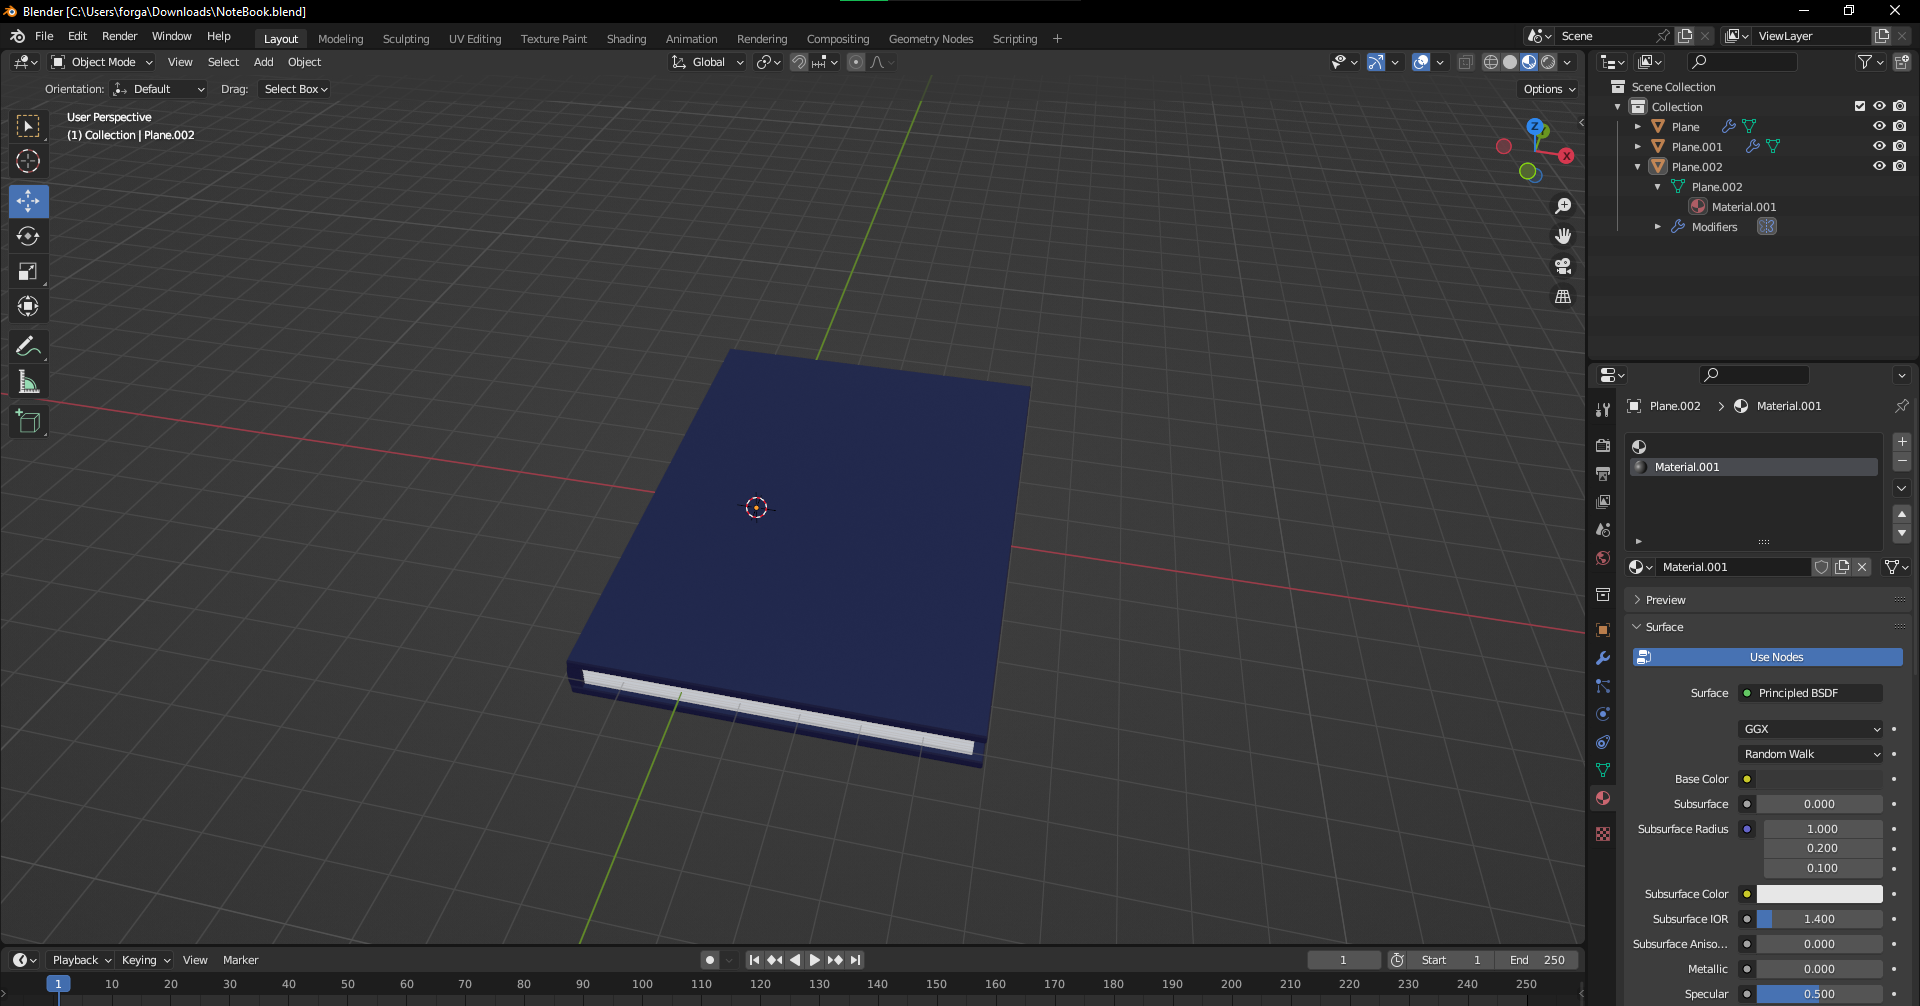 Blender [C:\Users\forga\Downloads\NoteBook.blend]
File Edit Render Window Help Layout Modeling Sculpting UV Editing Texture Paint Shading Animation Rendering Compositing Geometry Nodes Scripting + Scene ViewLayer
Object Mode View Select Add Object Global
Orientation: Default Drag: Select Box Options
User Perspective
(1) Collection | Plane.002
Z
X
Scene Collection
Collection
Plane
Plane.001
Plane.002
Plane.002
Material.001
Modifiers
Plane.002 > Material.001
Material.001
Material.001
Preview
Surface
Use Nodes
Surface Principled BSDF
GGX
Random Walk
Base Color
Subsurface 0.000
Subsurface Radius 1.000
0.200
0.100
Subsurface Color
Subsurface IOR 1.400
Subsurface Aniso... 0.000
Metallic 0.000
Specular 0.500
Playback Keying View Marker 1 Start 1 End 250
1 10 20 30 40 50 60 70 80 90 100 110 120 130 140 150 160 170 180 190 200 210 220 230 240 250